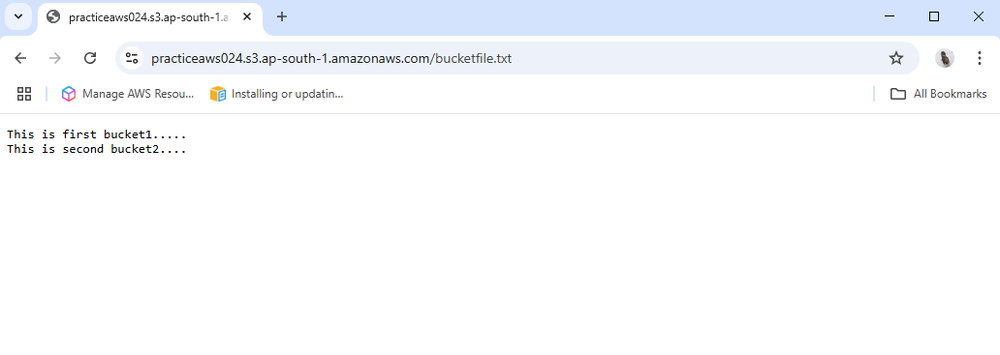 practiceaws024.s3.ap-south-1.a
practiceaws024.s3.ap-south-1.amazonaws.com/bucketfile.txt
Manage AWS Resou... Installing or updatin... All Bookmarks
This is first bucket1.....
This is second bucket2....